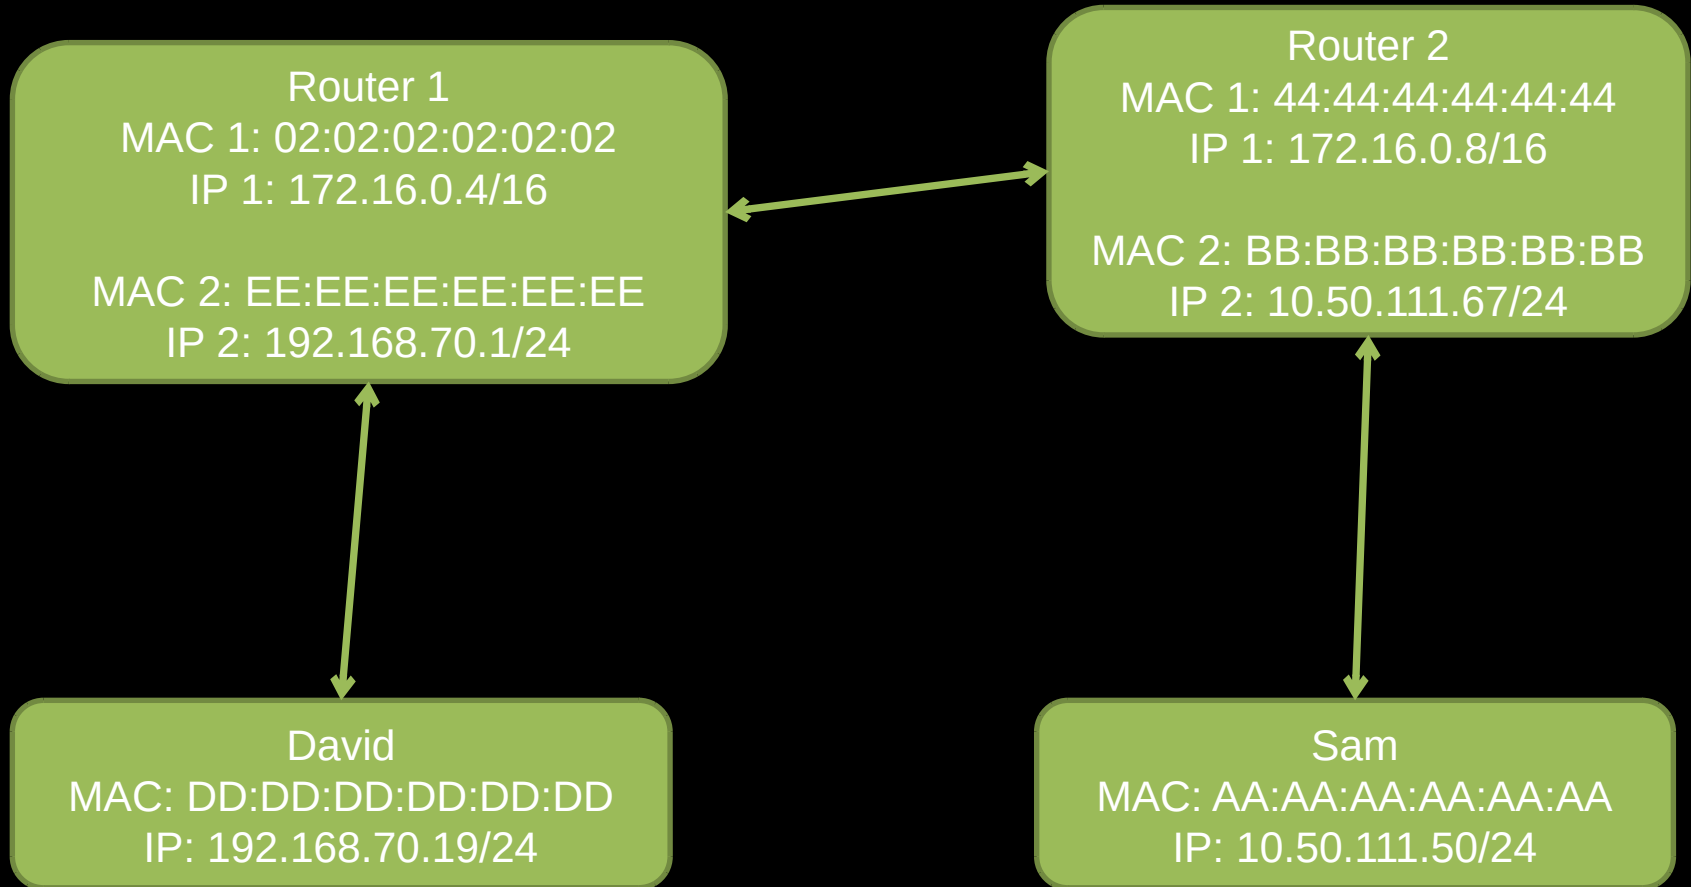 Router 1
MAC 1: 02:02:02:02:02:02
IP 1: 172.16.0.4/16
MAC 2: EE:EE:EE:EE:EE:EE
IP 2: 192.168.70.1/24
Router 2
MAC 1: 44:44:44:44:44:44
IP 1: 172.16.0.8/16
MAC 2: BB:BB:BB:BB:BB:BB
IP 2: 10.50.111.67/24
David
MAC: DD:DD:DD:DD:DD:DD
IP: 192.168.70.19/24
Sam
MAC: AA:AA:AA:AA:AA:AA
IP: 10.50.111.50/24